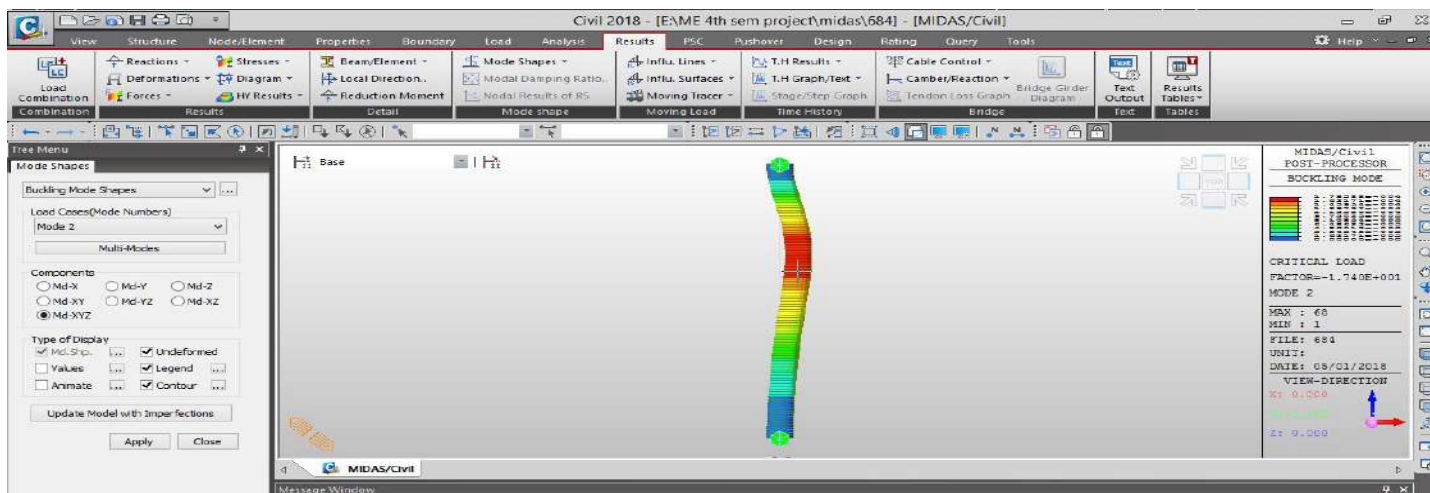 Civil 2018 - [E:\ME 4th sem project\midas\684] - [MIDAS/Civil]
View Structure Node/Element Properties Boundary Load Analysis Results PSC Pushover Design Rating Query Tools Help
Reactions Stresses Beam/Element Mode Shapes Influ. Lines T.H Results Cable Control
Deformations Diagram Local Direction.. Modal Damping Ratio.. Influ. Surfaces T.H Graph/Text Camber/Reaction
Forces HY Results Reduction Moment Nodal Results of RS Moving Tracer Stage/Step Graph Tendon Loss Graph
Load Combination
Bridge Girder Diagram
Text Output
Results Tables
Combination Results Detail Mode shape Moving Load Time History Bridge Text Tables
Tree Menu
Mode Shapes
Buckling Mode Shapes
Load Cases(Mode Numbers)
Mode 2
Multi-Modes
Components
Md-X Md-Y Md-Z
Md-XY Md-YZ Md-XZ
Md-XYZ
Type of Display
Md.Shp. Undeformed
Values Legend
Animate Contour
Update Model with Imperfections
Apply Close
Base
TOP
MIDAS/Civil
POST-PROCESSOR
BUCKLING MODE
CRITICAL LOAD
FACTOR=-1.740E+001
MODE 2
MAX : 68
MIN : 1
FILE: 684
UNIT:
DATE: 05/01/2018
VIEW-DIRECTION
X: 0.000
Z: 0.000
MIDAS/Civil
Message Window